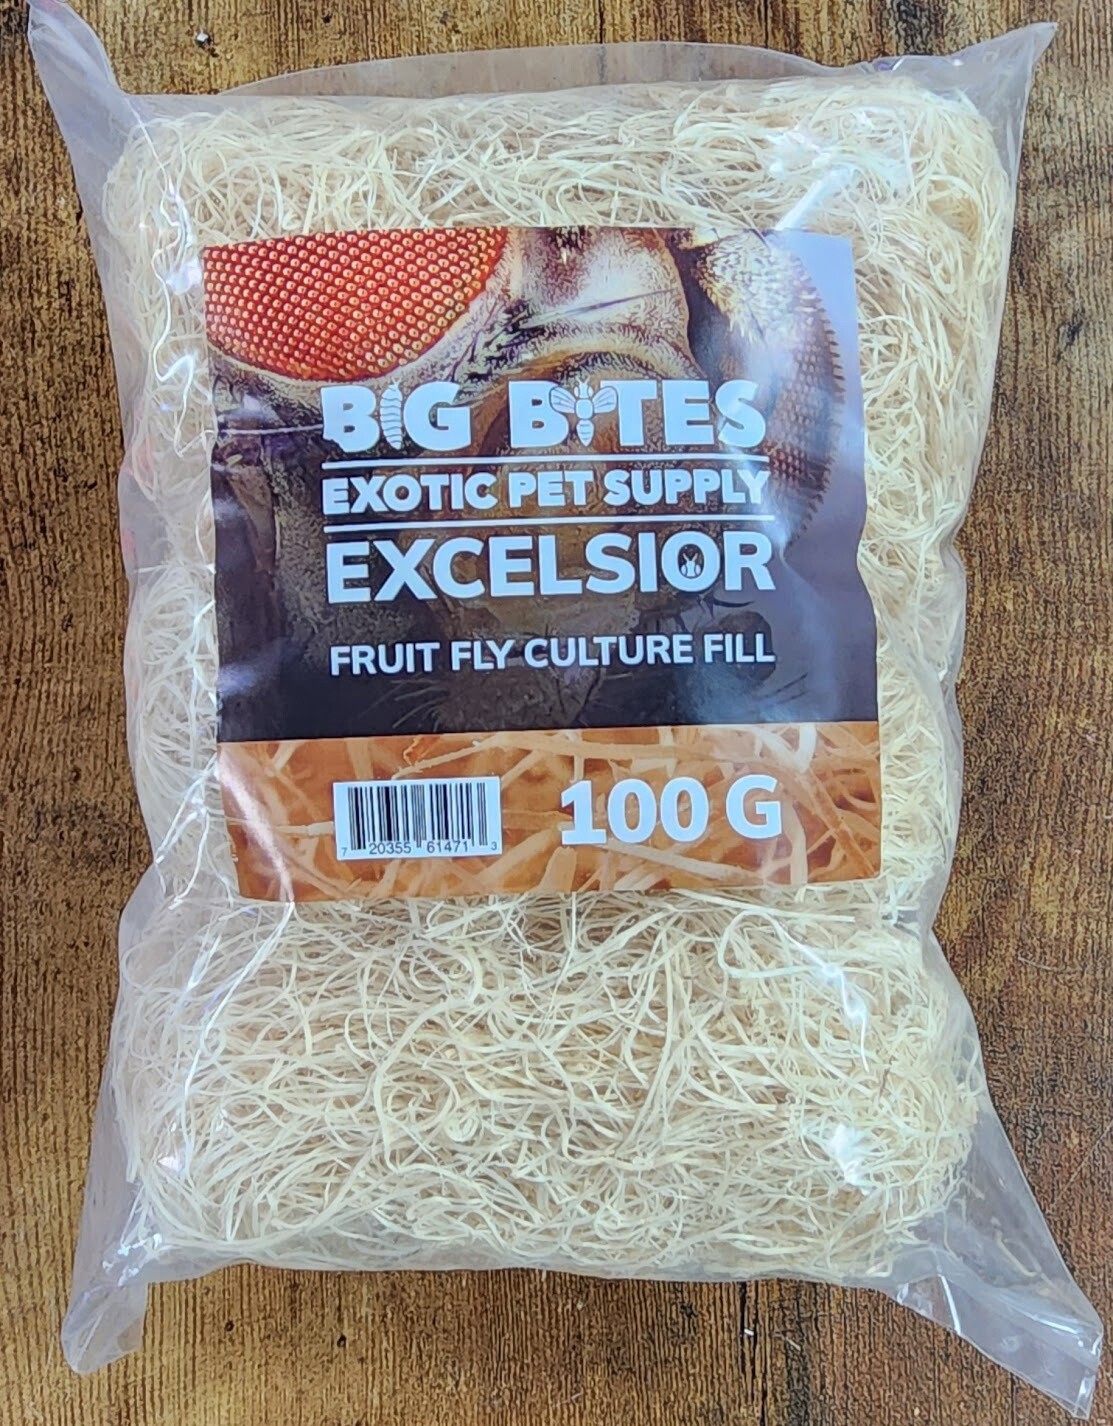 BIG BITES
EXOTIC PET SUPPLY
EXCELSIOR
FRUIT FLY CULTURE FILL
100 G
7 20355 61471 3